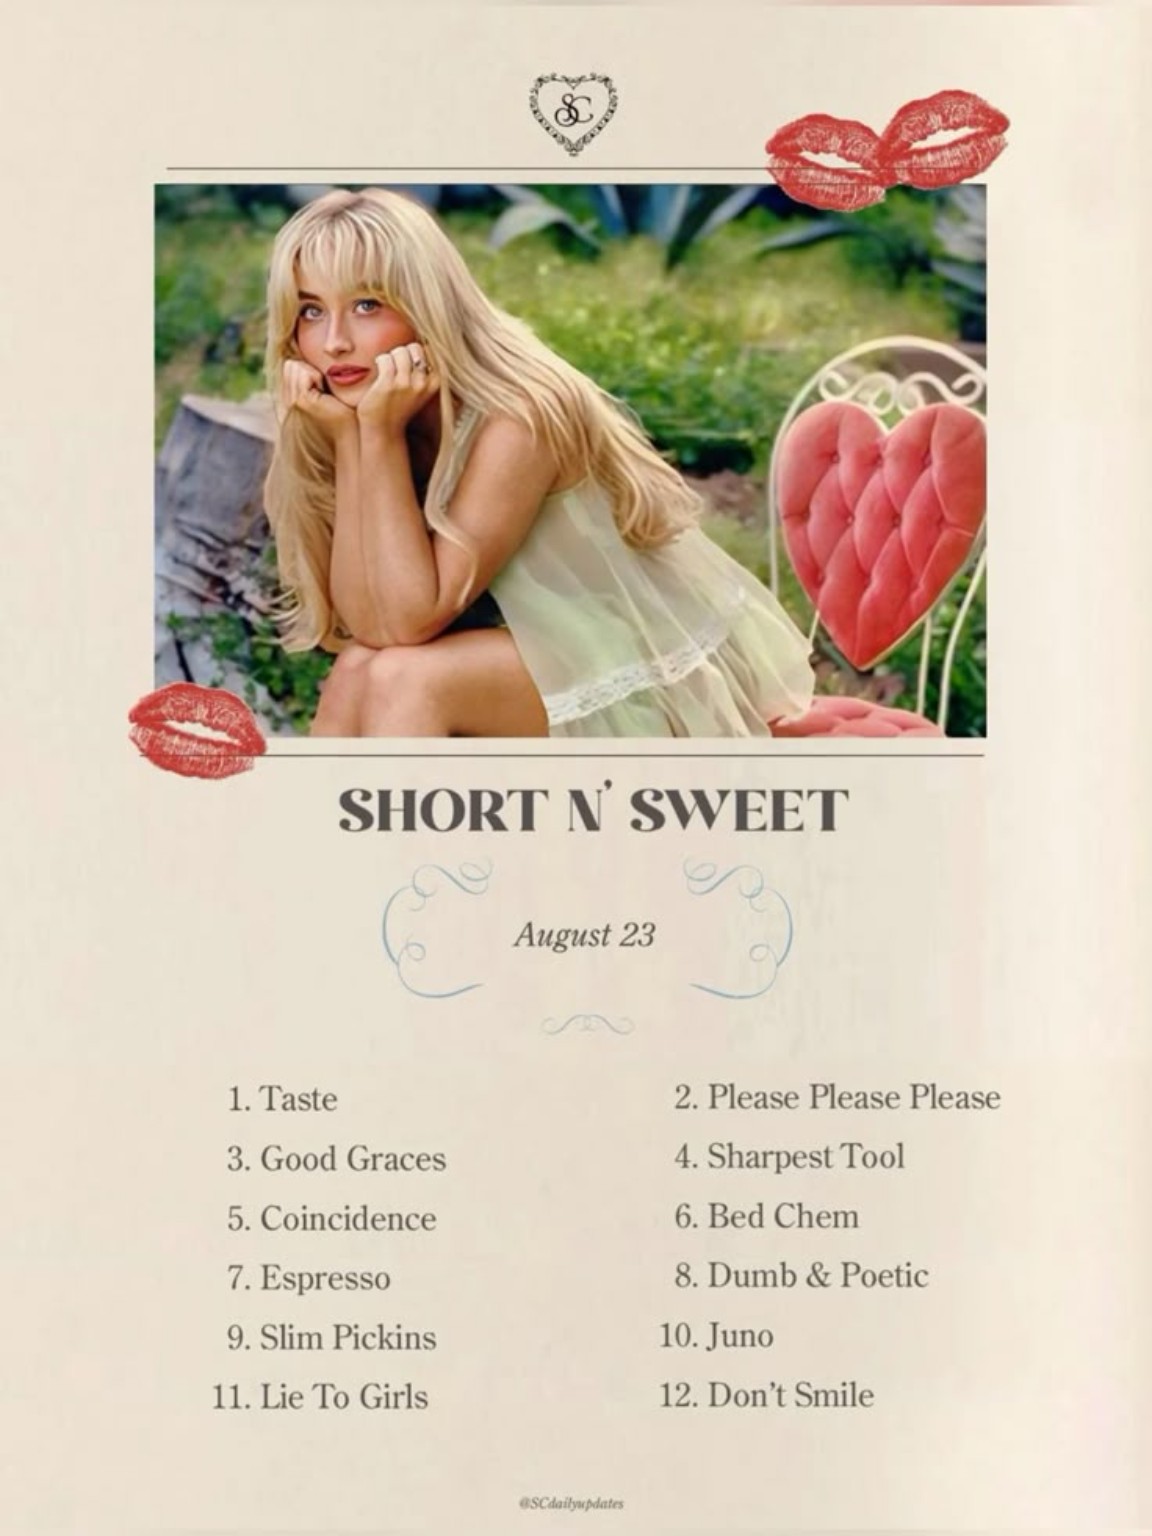 SC
SHORT N' SWEET
August 23
1. Taste
2. Please Please Please
3. Good Graces
4. Sharpest Tool
5. Coincidence
6. Bed Chem
7. Espresso
8. Dumb & Poetic
9. Slim Pickins
10. Juno
11. Lie To Girls
12. Don't Smile
@SCdailyupdates